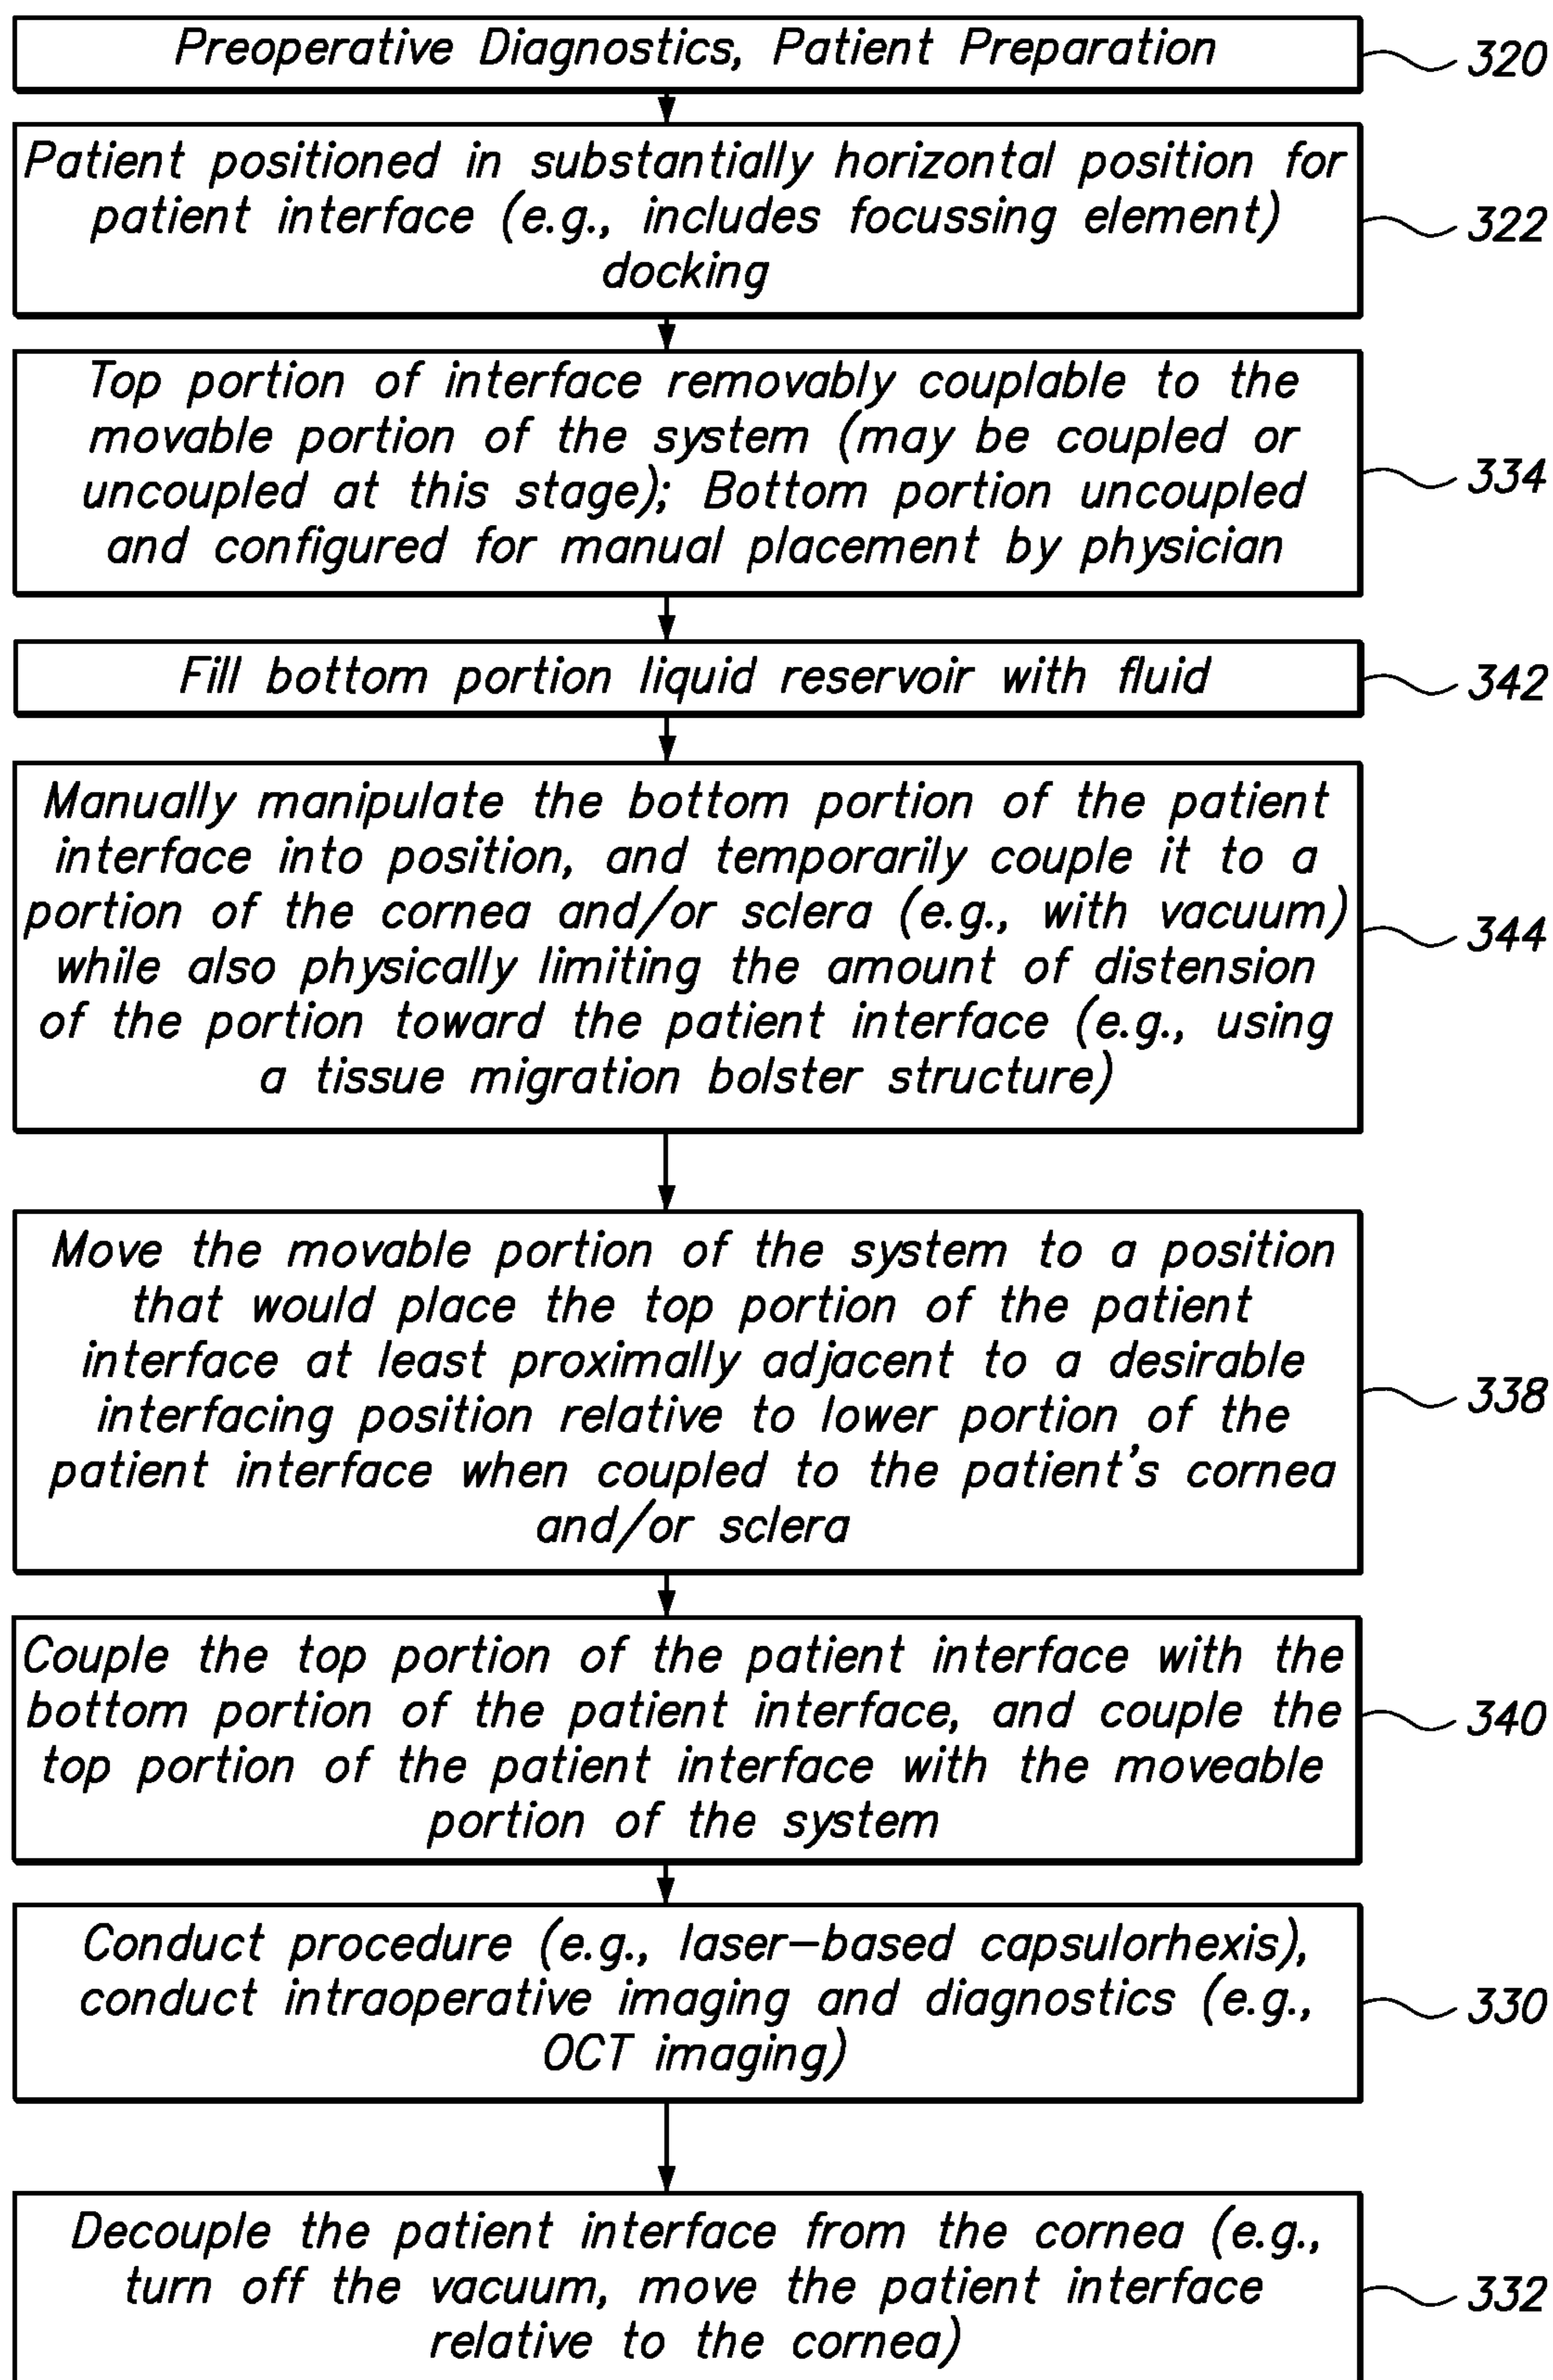 Preoperative Diagnostics, Patient Preparation
320
Patient positioned in substantially horizontal position for
patient interface (e.g., includes focussing element)
docking
322
Top portion of interface removably couplable to the
movable portion of the system (may be coupled or
uncoupled at this stage); Bottom portion uncoupled
and configured for manual placement by physician
334
Fill bottom portion liquid reservoir with fluid
342
Manually manipulate the bottom portion of the patient
interface into position, and temporarily couple it to a
portion of the cornea and/or sclera (e.g., with vacuum)
while also physically limiting the amount of distension
of the portion toward the patient interface (e.g., using
a tissue migration bolster structure)
344
Move the movable portion of the system to a position
that would place the top portion of the patient
interface at least proximally adjacent to a desirable
interfacing position relative to lower portion of the
patient interface when coupled to the patient's cornea
and/or sclera
338
Couple the top portion of the patient interface with the
bottom portion of the patient interface, and couple the
top portion of the patient interface with the moveable
portion of the system
340
Conduct procedure (e.g., laser-based capsulorhexis),
conduct intraoperative imaging and diagnostics (e.g.,
OCT imaging)
330
Decouple the patient interface from the cornea (e.g.,
turn off the vacuum, move the patient interface
relative to the cornea)
332